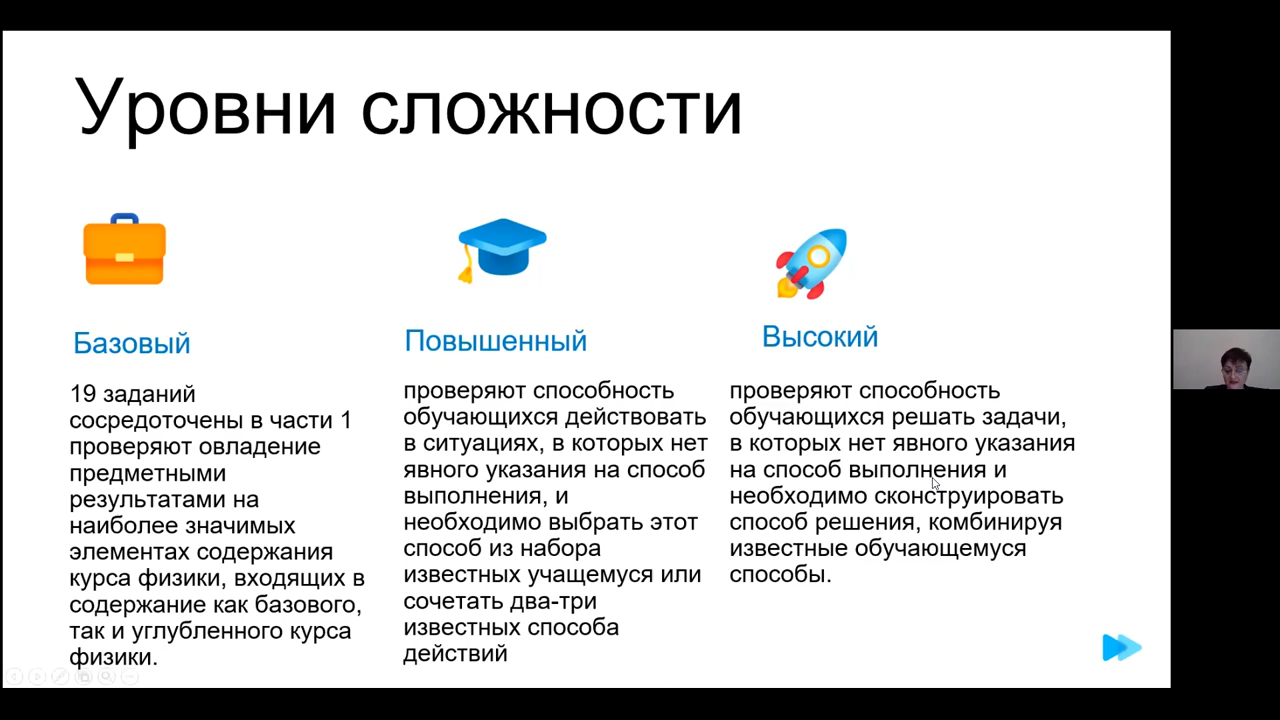 Уровни сложности
Базовый
19 заданий
сосредоточены в части 1
проверяют овладение
предметными
результатами на
наиболее значимых
элементах содержания
курса физики, входящих в
содержание как базового,
так и углубленного курса
физики.
Повышенный
проверяют способность
обучающихся действовать
в ситуациях, в которых нет
явного указания на способ
выполнения, и
необходимо выбрать этот
способ из набора
известных учащемуся или
сочетать два-три
известных способа
действий
Высокий
проверяют способность
обучающихся решать задачи,
в которых нет явного указания
на способ выполнения и
необходимо сконструировать
способ решения, комбинируя
известные обучающемуся
способы.